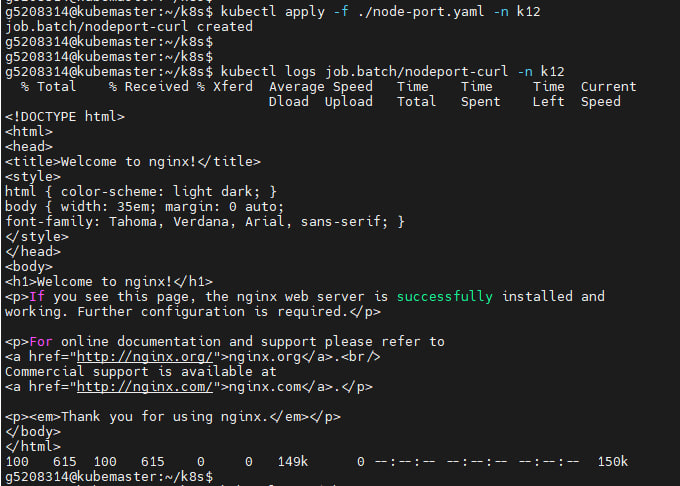 g5208314@kubemaster:~/k8s$ kubectl apply -f ./node-port.yaml -n k12
job.batch/nodeport-curl created
g5208314@kubemaster:~/k8s$
g5208314@kubemaster:~/k8s$
g5208314@kubemaster:~/k8s$ kubectl logs job.batch/nodeport-curl -n k12
  % Total    % Received % Xferd  Average Speed   Time    Time     Time  Current
                                 Dload  Upload   Total   Spent    Left  Speed
<!DOCTYPE html>
<html>
<head>
<title>Welcome to nginx!</title>
<style>
html { color-scheme: light dark; }
body { width: 35em; margin: 0 auto;
font-family: Tahoma, Verdana, Arial, sans-serif; }
</style>
</head>
<body>
<h1>Welcome to nginx!</h1>
<p>If you see this page, the nginx web server is successfully installed and
working. Further configuration is required.</p>

<p>For online documentation and support please refer to
<a href="http://nginx.org/">nginx.org</a>.<br/>
Commercial support is available at
<a href="http://nginx.com/">nginx.com</a>.</p>

<p><em>Thank you for using nginx.</em></p>
</body>
</html>
100   615  100   615    0     0   149k      0 --:--:-- --:--:-- --:--:--  150k
g5208314@kubemaster:~/k8s$